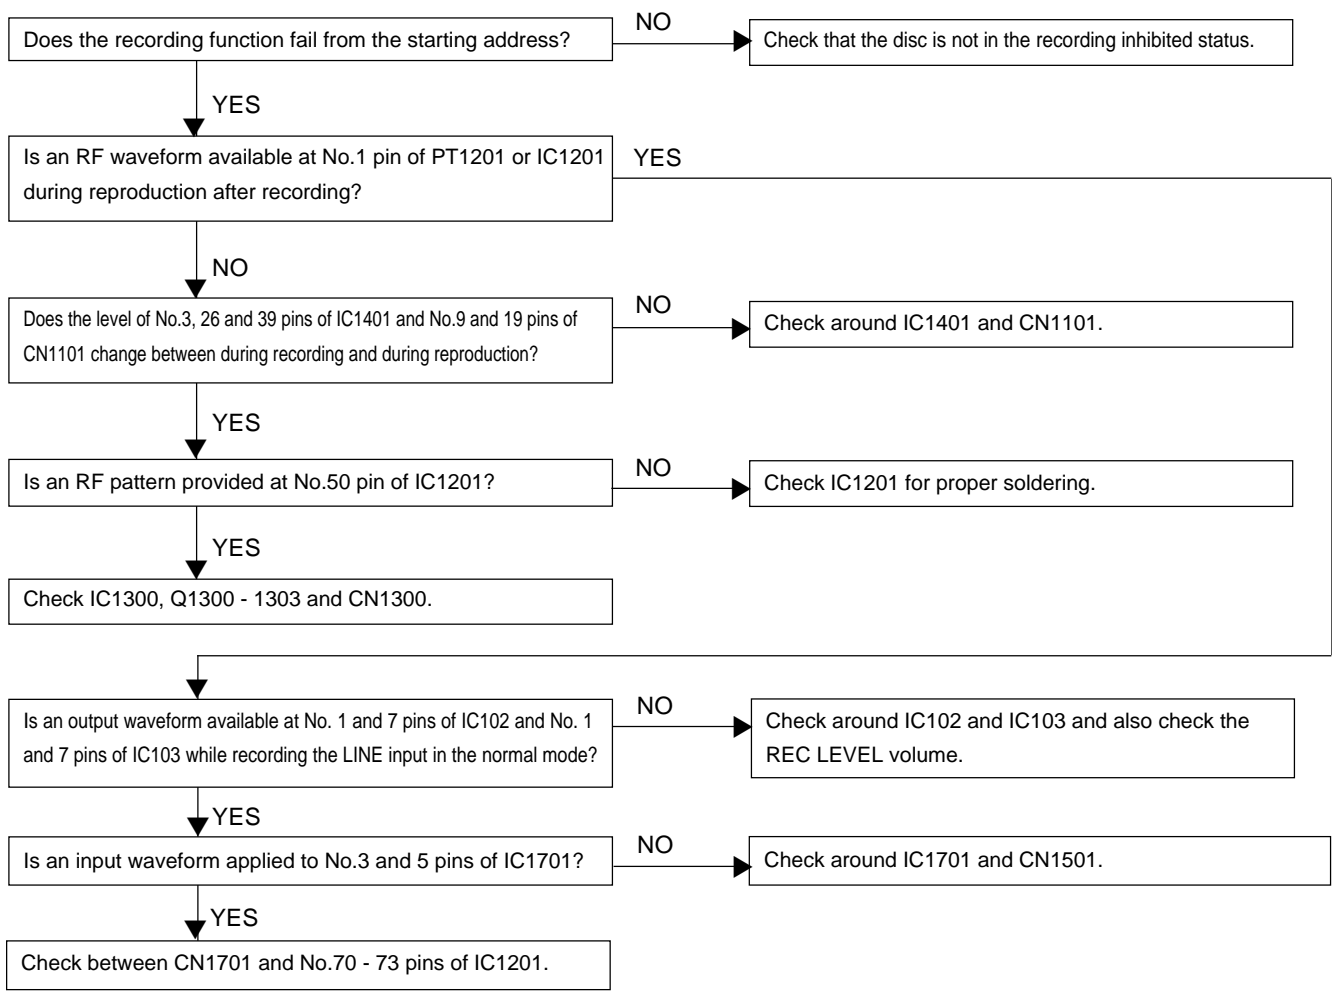 Does the recording function fail from the starting address?
NO
Check that the disc is not in the recording inhibited status.
YES
Is an RF waveform available at No.1 pin of PT1201 or IC1201
during reproduction after recording?
YES
NO
Does the level of No.3, 26 and 39 pins of IC1401 and No.9 and 19 pins of
CN1101 change between during recording and during reproduction?
NO
Check around IC1401 and CN1101.
YES
Is an RF pattern provided at No.50 pin of IC1201?
NO
Check IC1201 for proper soldering.
YES
Check IC1300, Q1300 - 1303 and CN1300.
Is an output waveform available at No. 1 and 7 pins of IC102 and No. 1
and 7 pins of IC103 while recording the LINE input in the normal mode?
NO
Check around IC102 and IC103 and also check the
REC LEVEL volume.
YES
Is an input waveform applied to No.3 and 5 pins of IC1701?
NO
Check around IC1701 and CN1501.
YES
Check between CN1701 and No.70 - 73 pins of IC1201.